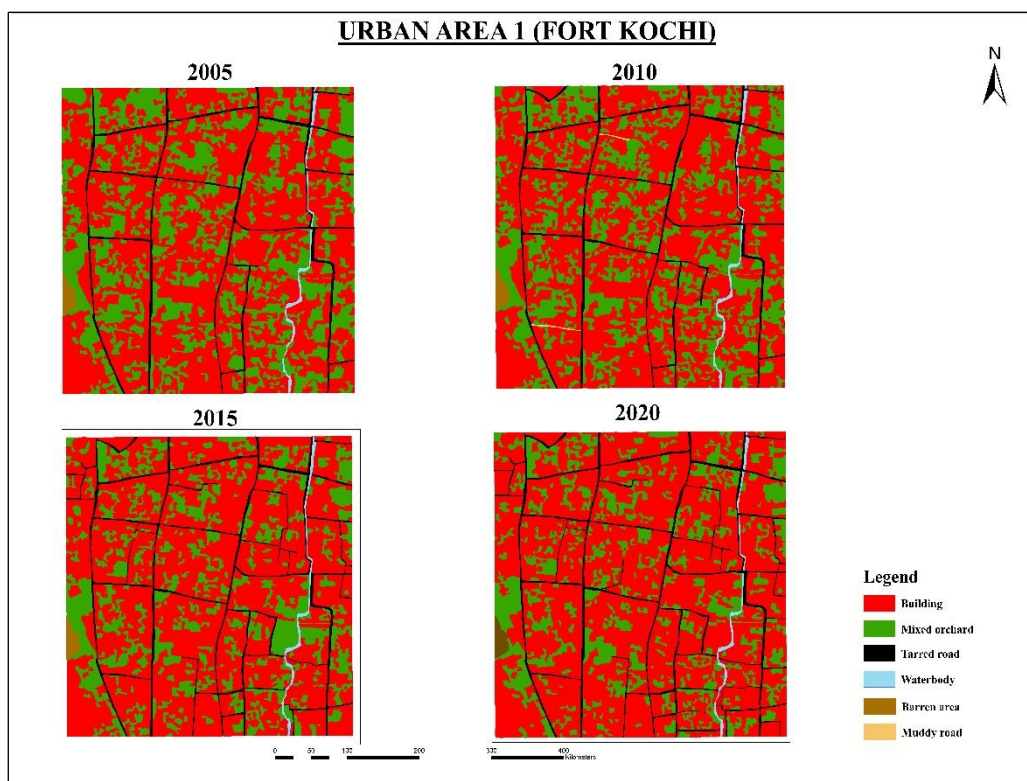 URBAN AREA 1 (FORT KOCHI)
N
2005
2010
2015
2020
Legend
Building
Mixed orchard
Tarred road
Waterbody
Barren area
Muddy road
0 50 100 200 300 400
Kilometers